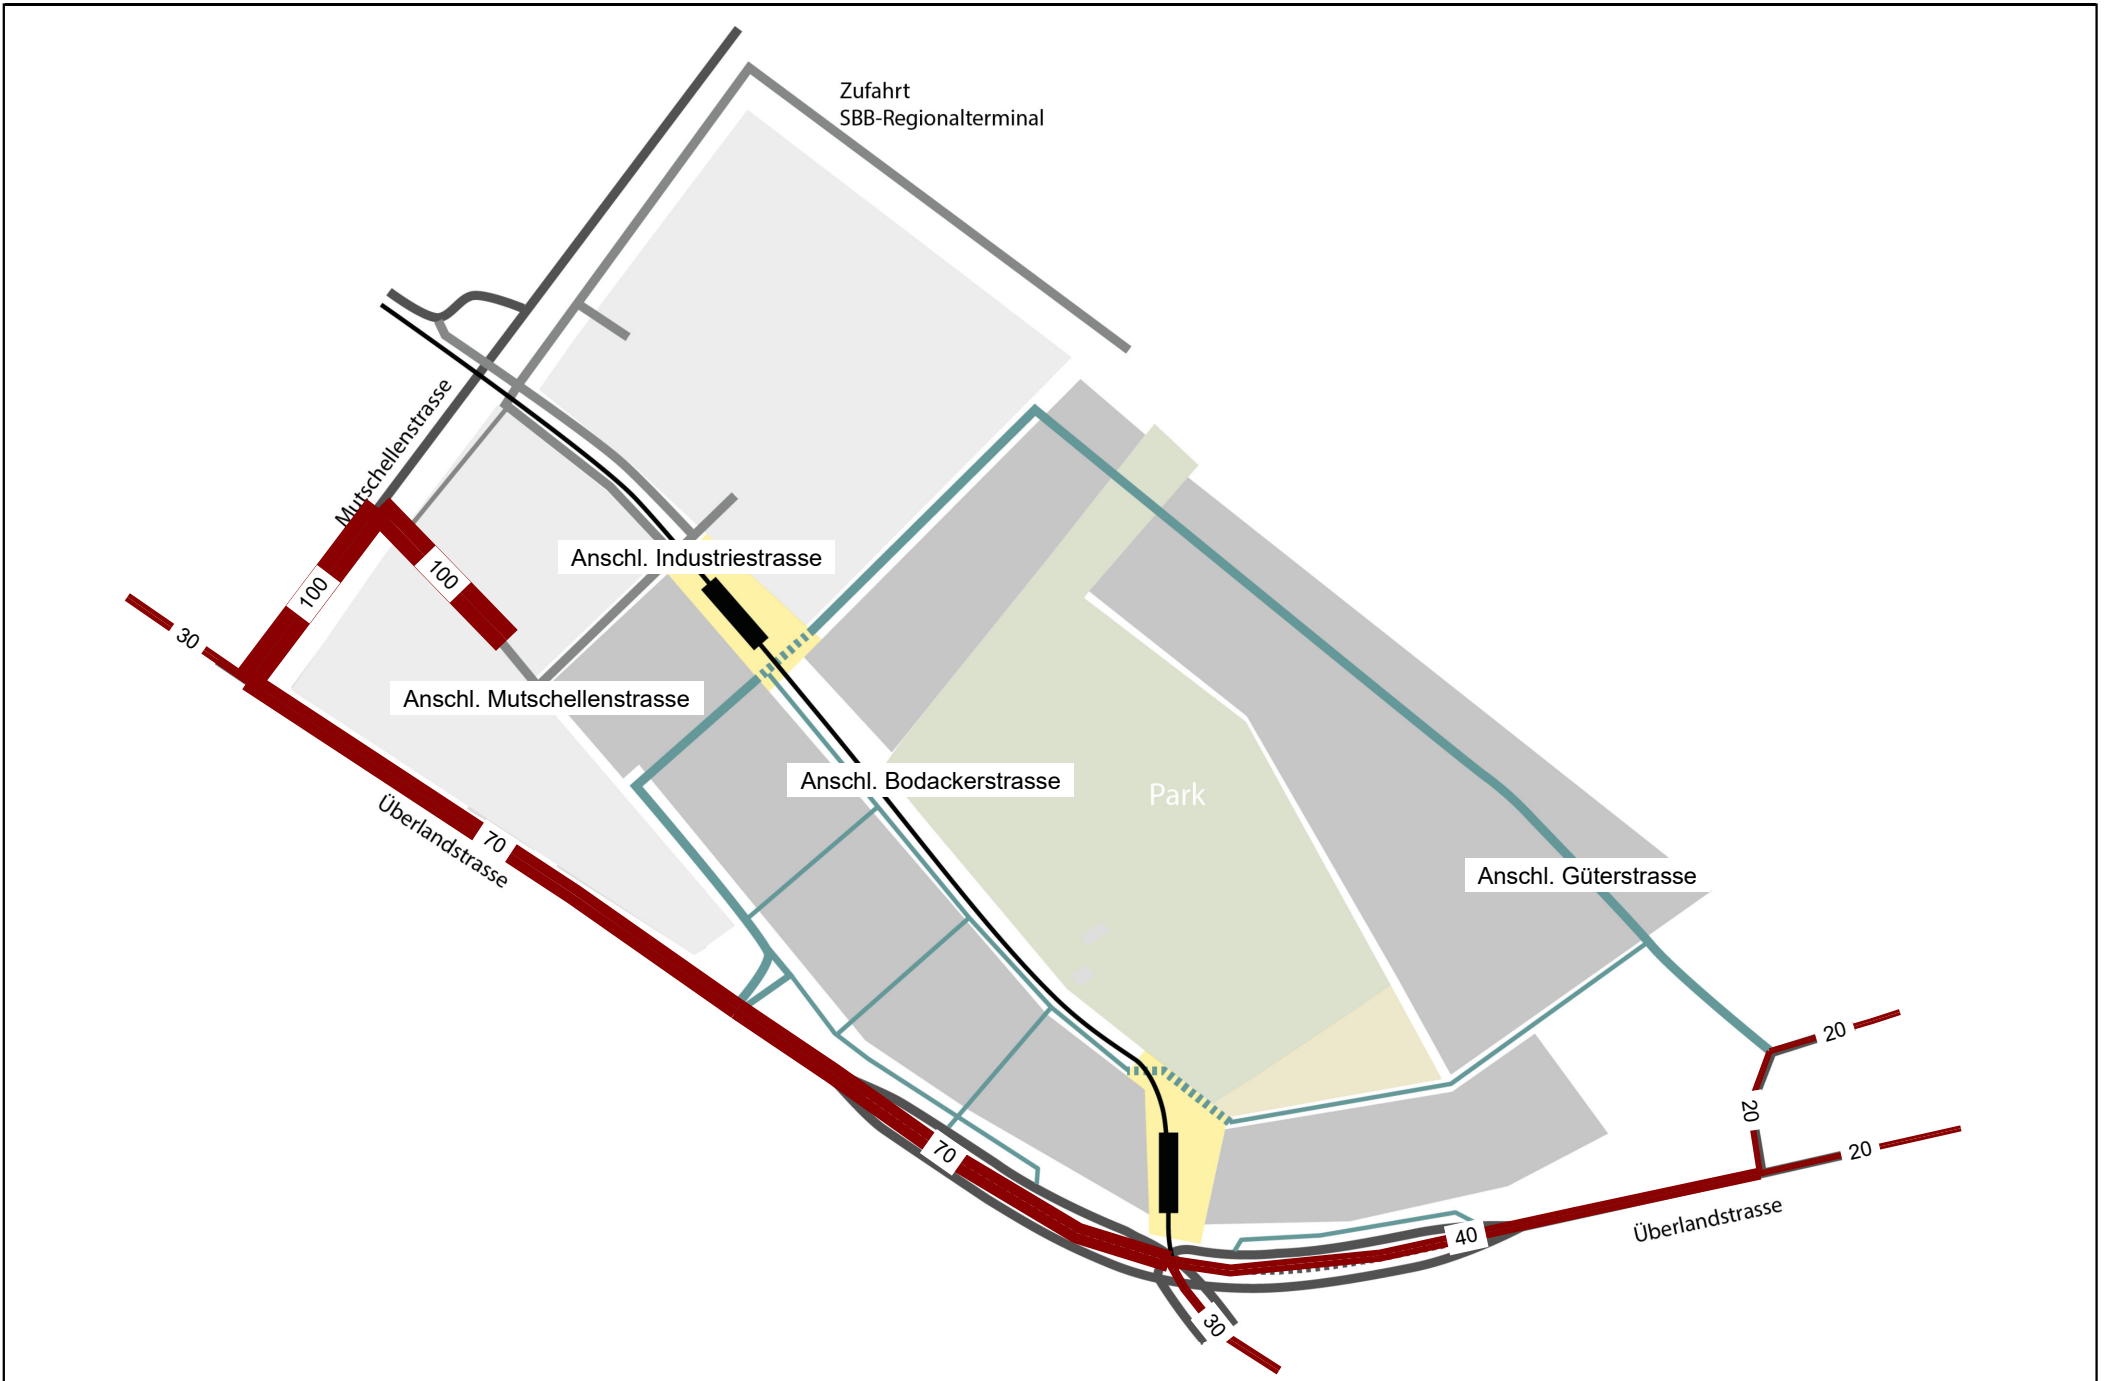 Zufahrt
SBB-Regionalterminal
Mutschellenstrasse
Anschl. Industriestrasse
100
100
30
Anschl. Mutschellenstrasse
Anschl. Bodackerstrasse
Park
Überlandstrasse
70
Anschl. Güterstrasse
20
20
20
70
40
Überlandstrasse
30